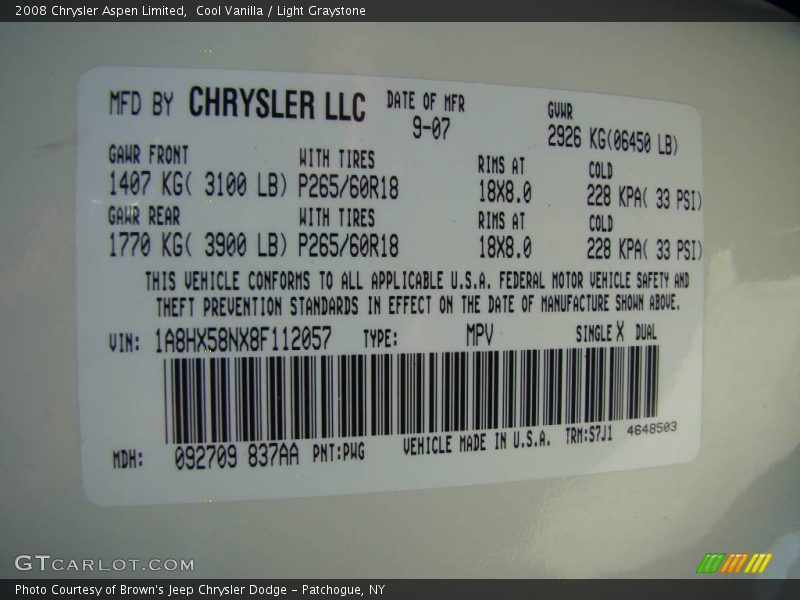 2008 Chrysler Aspen Limited,  Cool Vanilla / Light Graystone
MFD BY CHRYSLER LLC DATE OF MFR GVWR
9-07 2926 KG(06450 LB)
GAWR FRONT WITH TIRES RIMS AT COLD
1407 KG( 3100 LB) P265/60R18 18X8.0 228 KPA( 33 PSI)
GAWR REAR WITH TIRES RIMS AT COLD
1770 KG( 3900 LB) P265/60R18 18X8.0 228 KPA( 33 PSI)
THIS VEHICLE CONFORMS TO ALL APPLICABLE U.S.A. FEDERAL MOTOR VEHICLE SAFETY AND
THEFT PREVENTION STANDARDS IN EFFECT ON THE DATE OF MANUFACTURE SHOWN ABOVE.
VIN: 1A8HX58NX8F112057 TYPE: MPV SINGLE X DUAL
MDH: 092709 837AA PNT:PWG VEHICLE MADE IN U.S.A. TRM:S7J1 4648503
GTCARLOT.COM
Photo Courtesy of Brown's Jeep Chrysler Dodge - Patchogue, NY